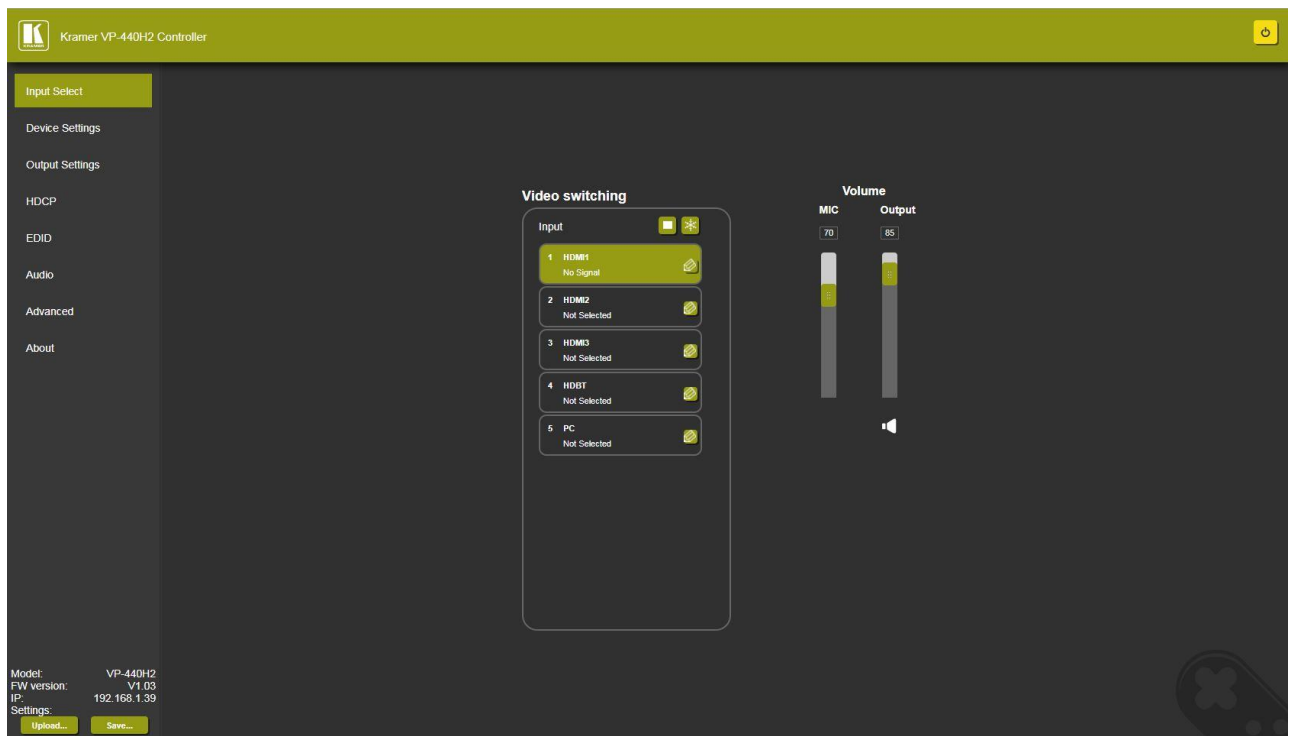 Kramer VP-440H2 Controller
Input Select
Device Settings
Output Settings
HDCP
EDID
Audio
Advanced
About
Video switching
Input
1 HDMI1
No Signal
2 HDMI2
Not Selected
3 HDMI3
Not Selected
4 HDBT
Not Selected
5 PC
Not Selected
Volume
MIC Output
70 85
Model: VP-440H2
FW version: V1.03
IP: 192.168.1.39
Settings:
Upload... Save...